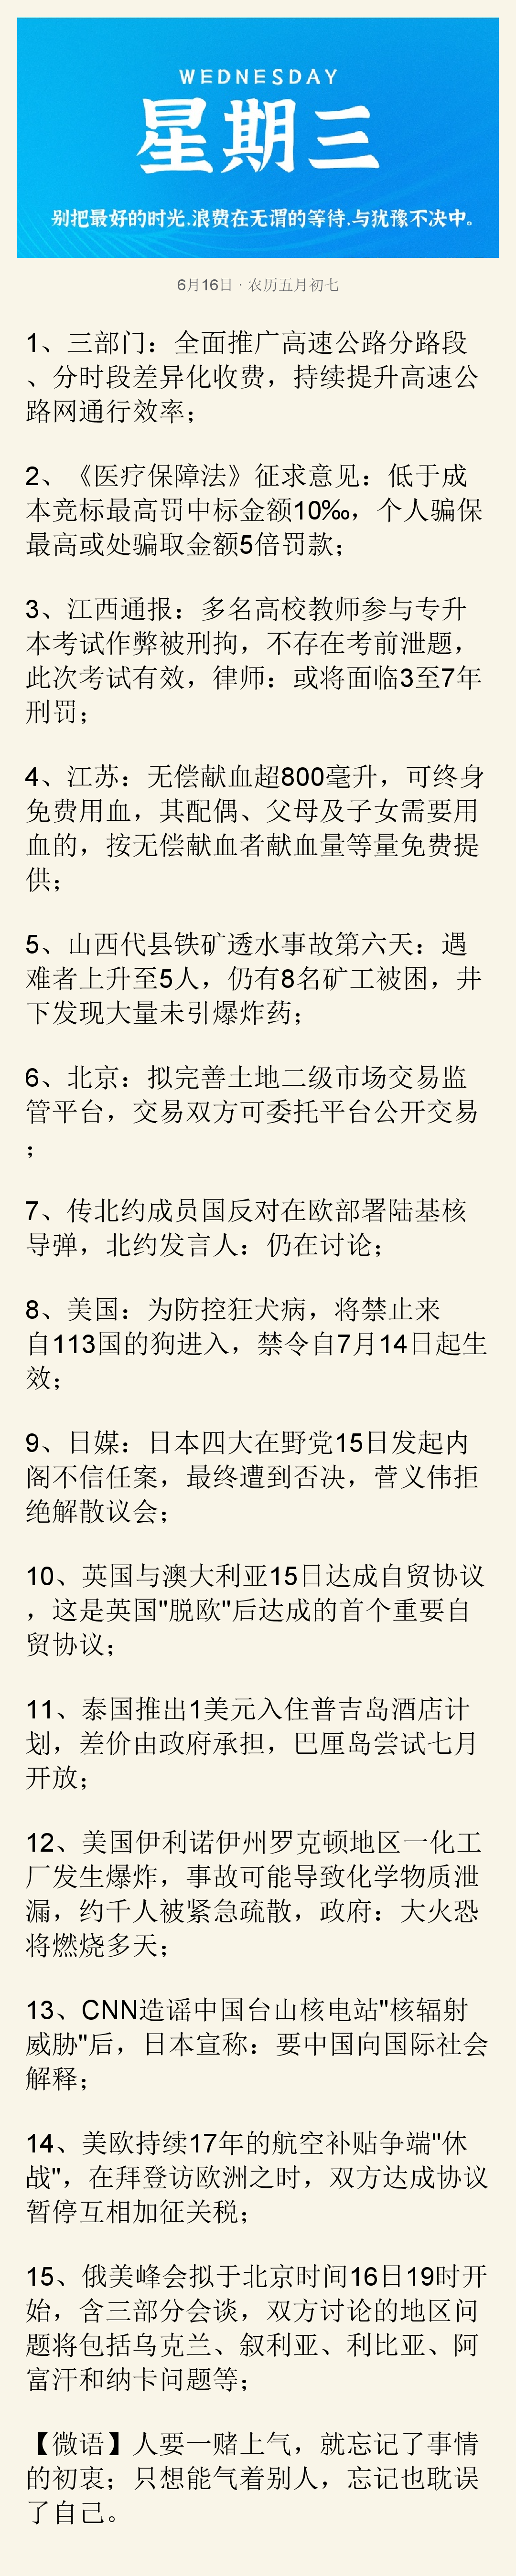 WEDNESDAY
星期三
别把最好的时光,浪费在无谓的等待,与犹豫不决中。
6月16日 · 农历五月初七
1、三部门：全面推广高速公路分路段
、分时段差异化收费，持续提升高速公
路网通行效率；
2、《医疗保障法》征求意见：低于成
本竞标最高罚中标金额10‰，个人骗保
最高或处骗取金额5倍罚款；
3、江西通报：多名高校教师参与专升
本考试作弊被刑拘，不存在考前泄题，
此次考试有效，律师：或将面临3至7年
刑罚；
4、江苏：无偿献血超800毫升，可终身
免费用血，其配偶、父母及子女需要用
血的，按无偿献血者献血量等量免费提
供；
5、山西代县铁矿透水事故第六天：遇
难者上升至5人，仍有8名矿工被困，井
下发现大量未引爆炸药；
6、北京：拟完善土地二级市场交易监
管平台，交易双方可委托平台公开交易
；
7、传北约成员国反对在欧部署陆基核
导弹，北约发言人：仍在讨论；
8、美国：为防控狂犬病，将禁止来
自113国的狗进入，禁令自7月14日起生
效；
9、日媒：日本四大在野党15日发起内
阁不信任案，最终遭到否决，菅义伟拒
绝解散议会；
10、英国与澳大利亚15日达成自贸协议
，这是英国"脱欧"后达成的首个重要自
贸协议；
11、泰国推出1美元入住普吉岛酒店计
划，差价由政府承担，巴厘岛尝试七月
开放；
12、美国伊利诺伊州罗克顿地区一化工
厂发生爆炸，事故可能导致化学物质泄
漏，约千人被紧急疏散，政府：大火恐
将燃烧多天；
13、CNN造谣中国台山核电站"核辐射
威胁"后，日本宣称：要中国向国际社会
解释；
14、美欧持续17年的航空补贴争端"休
战"，在拜登访欧洲之时，双方达成协议
暂停互相加征关税；
15、俄美峰会拟于北京时间16日19时开
始，含三部分会谈，双方讨论的地区问
题将包括乌克兰、叙利亚、利比亚、阿
富汗和纳卡问题等；
【微语】人要一赌上气，就忘记了事情
的初衷；只想能气着别人，忘记也耽误
了自己。